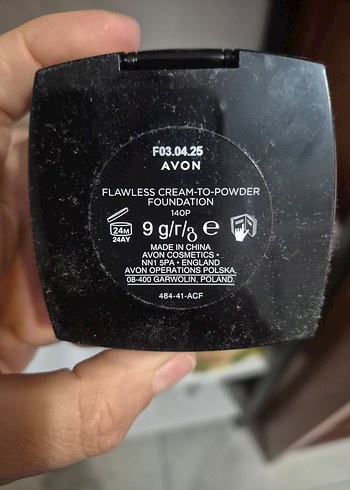 F03.04.25
AVON
FLAWLESS CREAM-TO-POWDER
FOUNDATION
140P
24M
24AY
9 g/г/გ e
MADE IN CHINA
AVON COSMETICS •
NN1 5PA • ENGLAND
AVON OPERATIONS POLSKA,
08-400 GARWOLIN, POLAND.
484-41-ACF